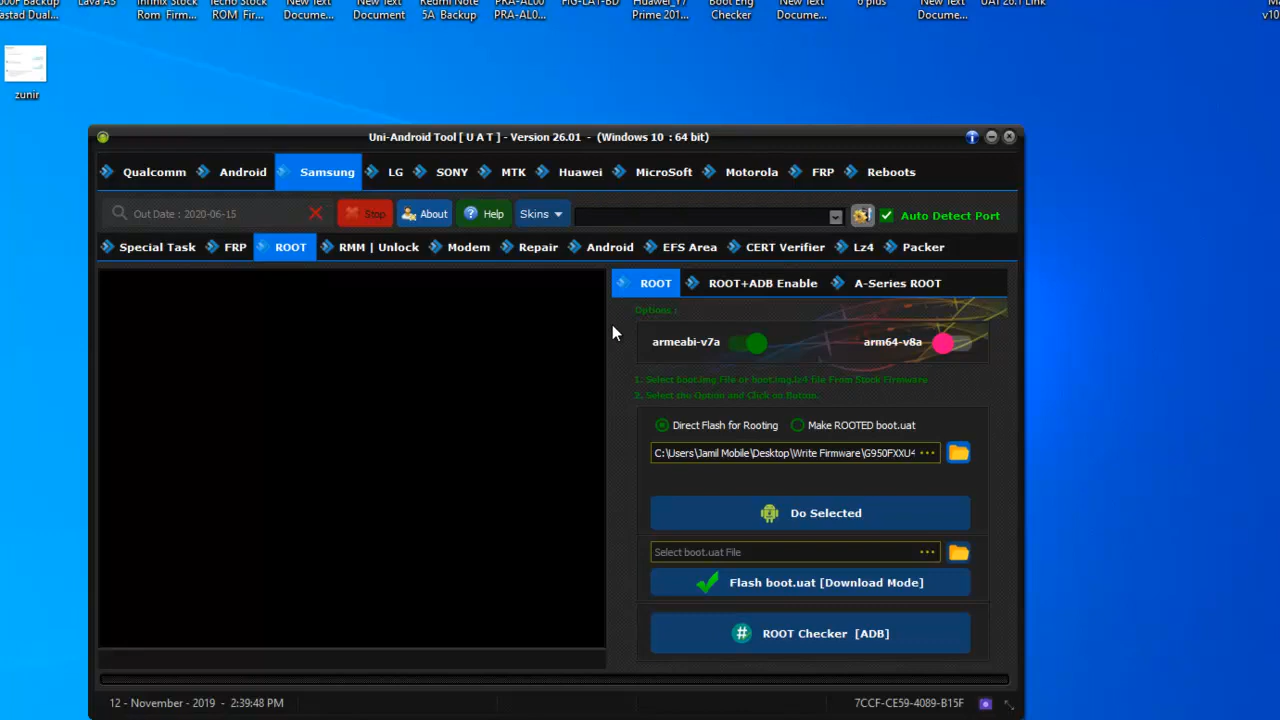 000F Backup
Lava A5
Infinix Stock
Tecno Stock
New Text
New Text
Redmi Note
PRA-AL00
FIG-LA1-BD
Huawei_Y7
Boot Eng
New Text
New Text
UAT 26.1 Link
astad Dual...
Rom_Firm...
ROM_Fir...
Docume...
Document
5A_Backup
PRA-AL0...
Prime 201...
Checker
Docume...
6 plus
Docume...
v10
zunir
Uni-Android Tool [ U A T ] - Version 26.01 - (Windows 10 : 64 bit)
Qualcomm Android Samsung LG SONY MTK Huawei MicroSoft Motorola FRP Reboots
Out Date : 2020-06-15 Stop About Help Skins Auto Detect Port
Special Task FRP ROOT RMM | Unlock Modem Repair Android EFS Area CERT Verifier Lz4 Packer
ROOT ROOT+ADB Enable A-Series ROOT
Options.:
armeabi-v7a arm64-v8a
1. Select boot.img File or boot.img.lz4 file From Stock Firmware
2. Select the Option and Click on Button.
Direct Flash for Rooting Make ROOTED boot.uat
C:\Users\Jamil Mobile\Desktop\Write Firmware\G950FXXU4 ...
Do Selected
Select boot.uat File ...
Flash boot.uat [Download Mode]
# ROOT Checker [ADB]
12 - November - 2019 - 2:39:48 PM 7CCF-CE59-4089-B15F